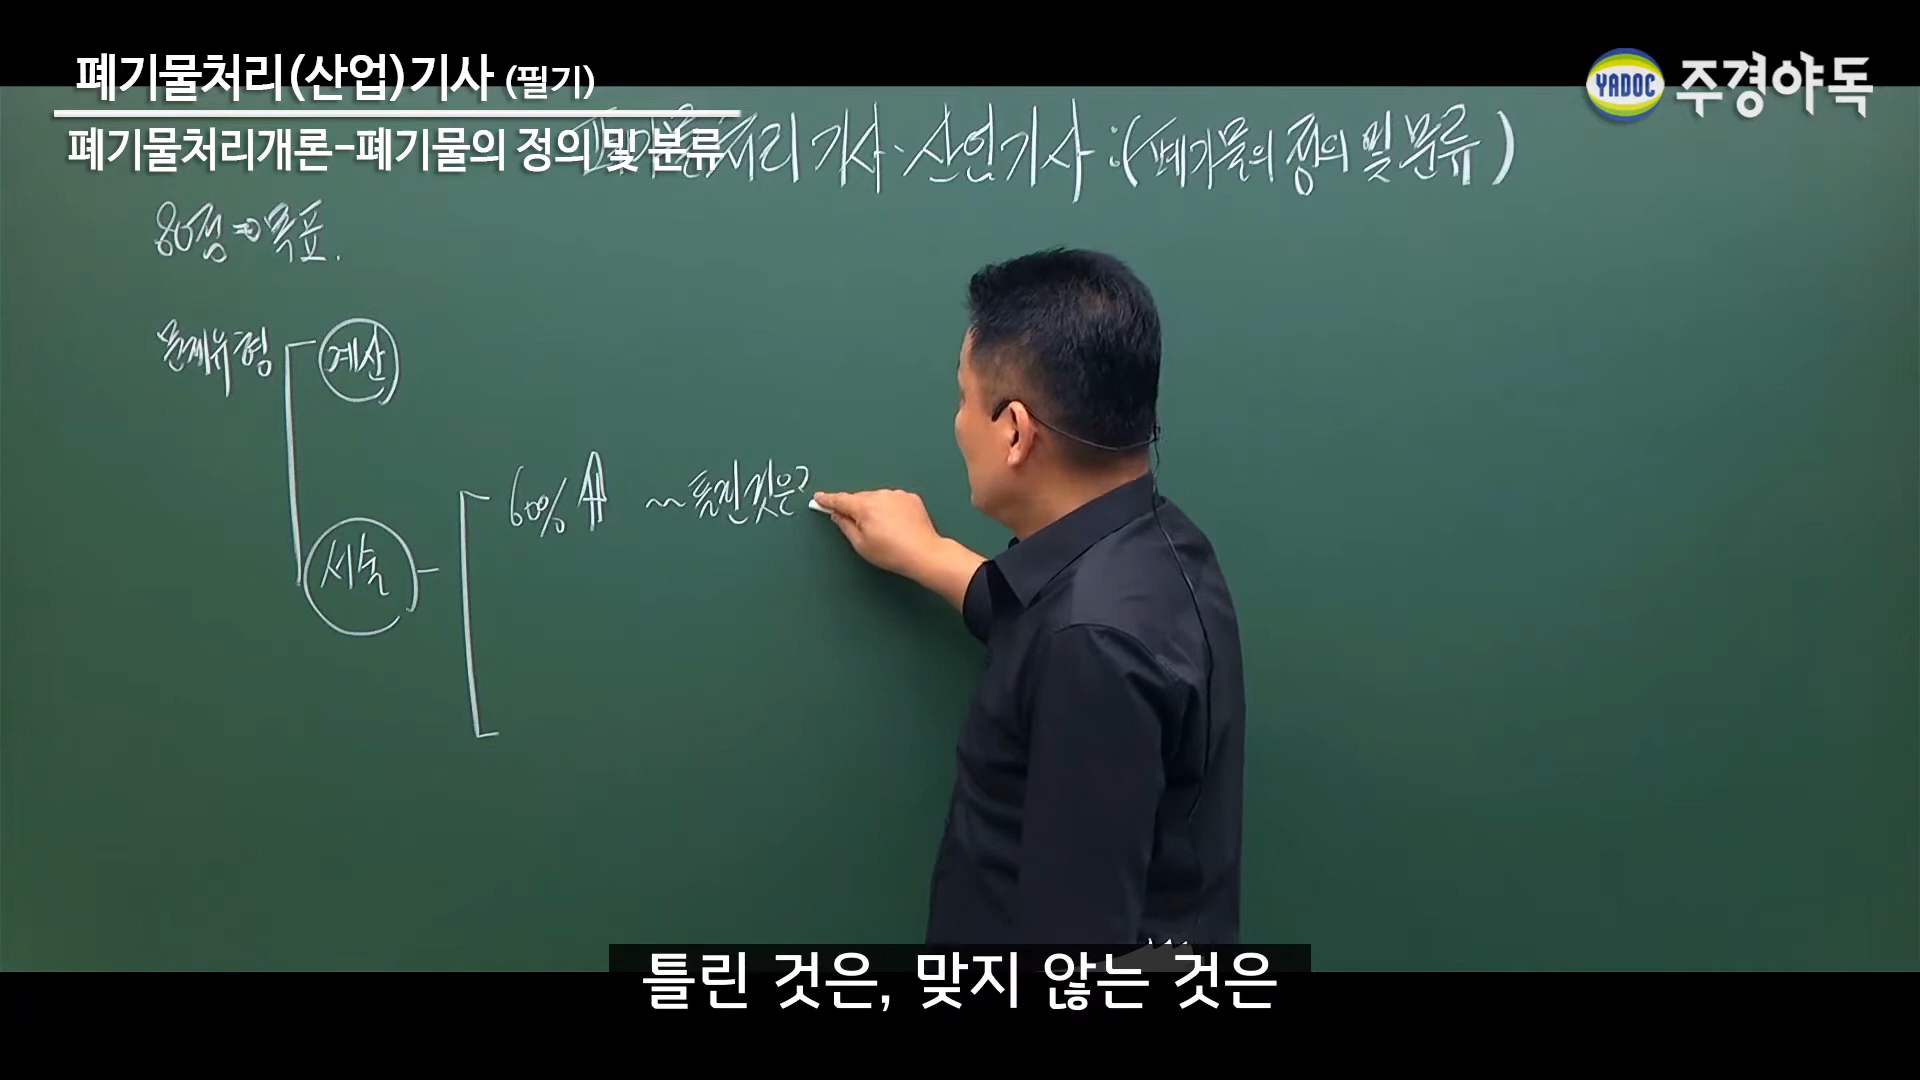 폐기물처리(산업)기사 (필기)
YADOC 주경야독
폐기물처리개론-폐기물의 정의 및 분류
처리기사·산업기사:(폐기물의 정의 및 분류)
80점⇒목표.
문제유형
계산
60%⇑ ~~틀린것은?
서술
틀린 것은, 맞지 않는 것은